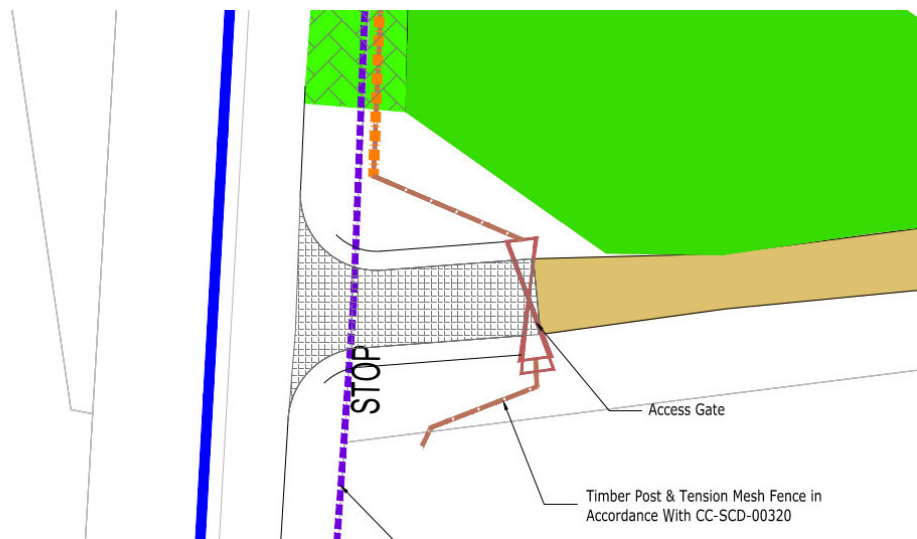 STOP
Access Gate
Timber Post & Tension Mesh Fence in
Accordance With CC-SCD-00320